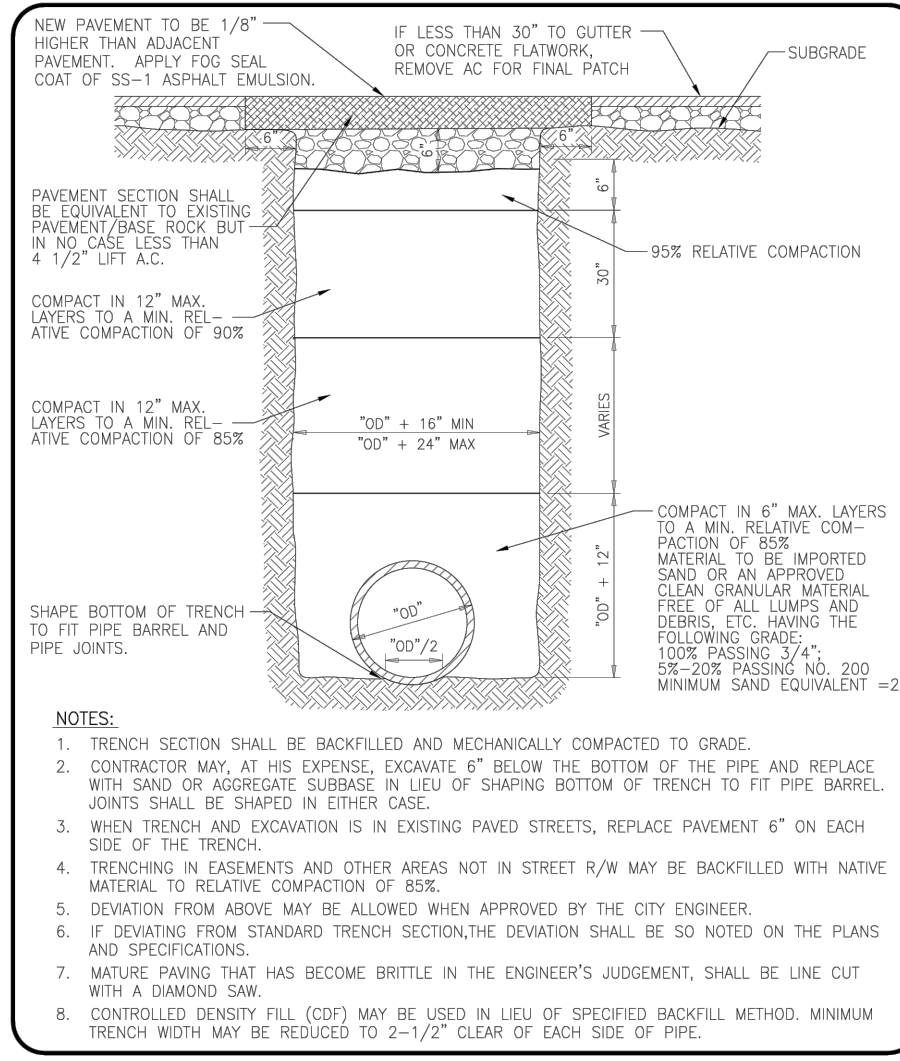 NEW PAVEMENT TO BE 1/8"
HIGHER THAN ADJACENT
PAVEMENT. APPLY FOG SEAL
COAT OF SS-1 ASPHALT EMULSION.
IF LESS THAN 30" TO GUTTER
OR CONCRETE FLATWORK,
REMOVE AC FOR FINAL PATCH
SUBGRADE
6"
6"
6"
6"
PAVEMENT SECTION SHALL
BE EQUIVALENT TO EXISTING
PAVEMENT/BASE ROCK BUT
IN NO CASE LESS THAN
4 1/2" LIFT A.C.
95% RELATIVE COMPACTION
30"
COMPACT IN 12" MAX.
LAYERS TO A MIN. REL-
ATIVE COMPACTION OF 90%
COMPACT IN 12" MAX.
LAYERS TO A MIN. REL-
ATIVE COMPACTION OF 85%
"OD" + 16" MIN
"OD" + 24" MAX
VARIES
COMPACT IN 6" MAX. LAYERS
TO A MIN. RELATIVE COM-
PACTION OF 85%
MATERIAL TO BE IMPORTED
SAND OR AN APPROVED
CLEAN GRANULAR MATERIAL
FREE OF ALL LUMPS AND
DEBRIS, ETC. HAVING THE
FOLLOWING GRADE:
100% PASSING 3/4";
5%-20% PASSING NO. 200
MINIMUM SAND EQUIVALENT =2
"OD" + 12"
"OD"
"OD"/2
SHAPE BOTTOM OF TRENCH
TO FIT PIPE BARREL AND
PIPE JOINTS.
NOTES:
1. TRENCH SECTION SHALL BE BACKFILLED AND MECHANICALLY COMPACTED TO GRADE.
2. CONTRACTOR MAY, AT HIS EXPENSE, EXCAVATE 6" BELOW THE BOTTOM OF THE PIPE AND REPLACE
WITH SAND OR AGGREGATE SUBBASE IN LIEU OF SHAPING BOTTOM OF TRENCH TO FIT PIPE BARREL.
JOINTS SHALL BE SHAPED IN EITHER CASE.
3. WHEN TRENCH AND EXCAVATION IS IN EXISTING PAVED STREETS, REPLACE PAVEMENT 6" ON EACH
SIDE OF THE TRENCH.
4. TRENCHING IN EASEMENTS AND OTHER AREAS NOT IN STREET R/W MAY BE BACKFILLED WITH NATIVE
MATERIAL TO RELATIVE COMPACTION OF 85%.
5. DEVIATION FROM ABOVE MAY BE ALLOWED WHEN APPROVED BY THE CITY ENGINEER.
6. IF DEVIATING FROM STANDARD TRENCH SECTION,THE DEVIATION SHALL BE SO NOTED ON THE PLANS
AND SPECIFICATIONS.
7. MATURE PAVING THAT HAS BECOME BRITTLE IN THE ENGINEER'S JUDGEMENT, SHALL BE LINE CUT
WITH A DIAMOND SAW.
8. CONTROLLED DENSITY FILL (CDF) MAY BE USED IN LIEU OF SPECIFIED BACKFILL METHOD. MINIMUM
TRENCH WIDTH MAY BE REDUCED TO 2-1/2" CLEAR OF EACH SIDE OF PIPE.